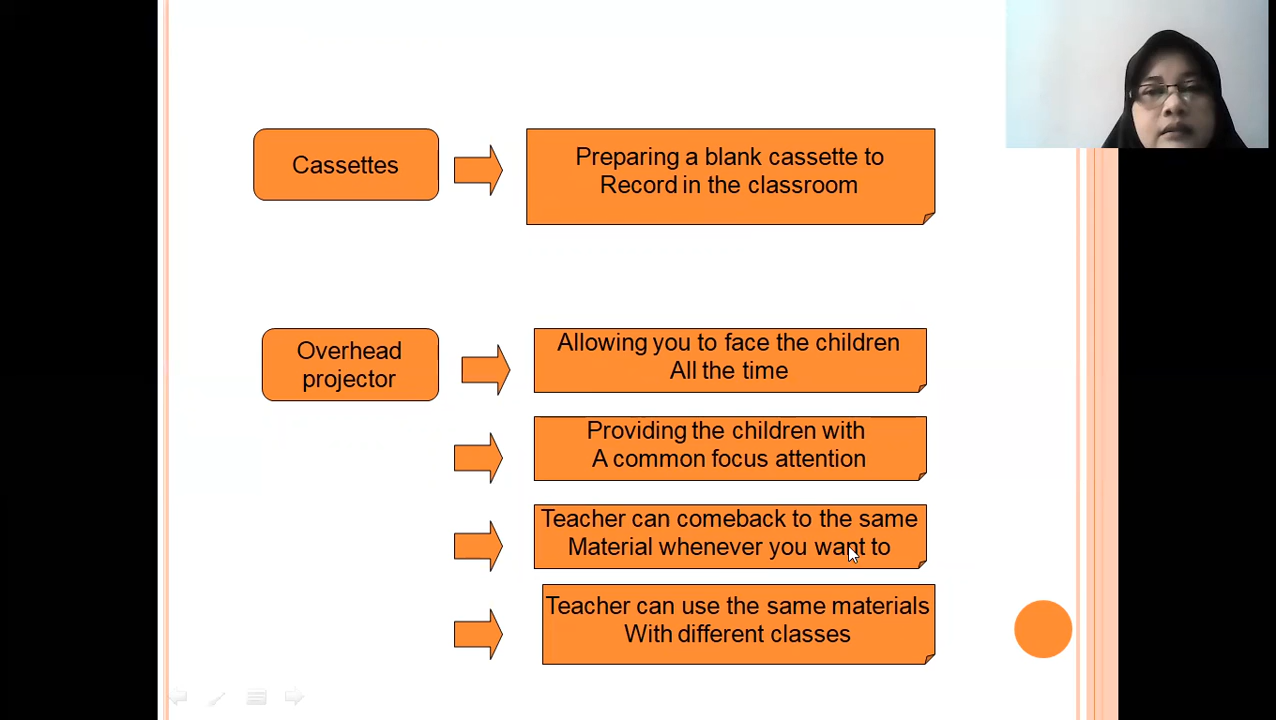 Cassettes
Preparing a blank cassette to
Record in the classroom
Overhead
projector
Allowing you to face the children
All the time
Providing the children with
A common focus attention
Teacher can comeback to the same
Material whenever you want to
Teacher can use the same materials
With different classes